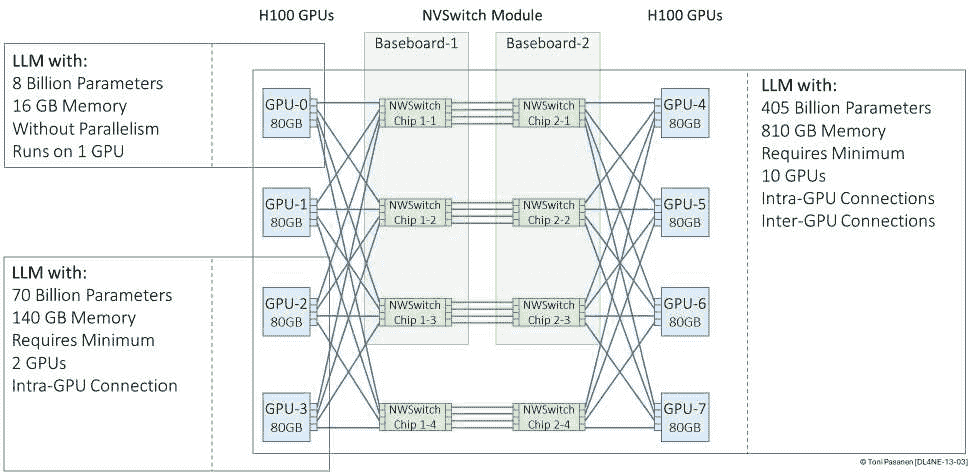 H100 GPUs
NVSwitch Module
H100 GPUs
Baseboard-1
Baseboard-2
LLM with:
8 Billion Parameters
16 GB Memory
Without Parallelism
Runs on 1 GPU
LLM with:
70 Billion Parameters
140 GB Memory
Requires Minimum
2 GPUs
Intra-GPU Connection
GPU-0
80GB
GPU-1
80GB
GPU-2
80GB
GPU-3
80GB
NWSwitch
Chip 1-1
NWSwitch
Chip 1-2
NWSwitch
Chip 1-3
NWSwitch
Chip 1-4
NWSwitch
Chip 2-1
NWSwitch
Chip 2-2
NWSwitch
Chip 2-3
NWSwitch
Chip 2-4
GPU-4
80GB
GPU-5
80GB
GPU-6
80GB
GPU-7
80GB
LLM with:
405 Billion Parameters
810 GB Memory
Requires Minimum
10 GPUs
Intra-GPU Connections
Inter-GPU Connections
© Toni Pasanen [DL4NE-13-03]